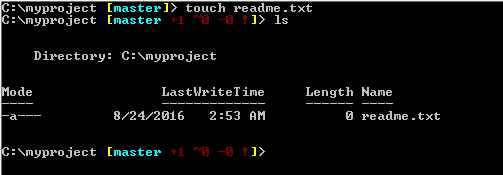 C:\myproject [master]> touch readme.txt
C:\myproject [master +1 ~0 -0 !]> ls
Directory: C:\myproject
Mode LastWriteTime Length Name
---- ------------- ------ ----
-a--- 8/24/2016 2:53 AM 0 readme.txt
C:\myproject [master +1 ~0 -0 !]>